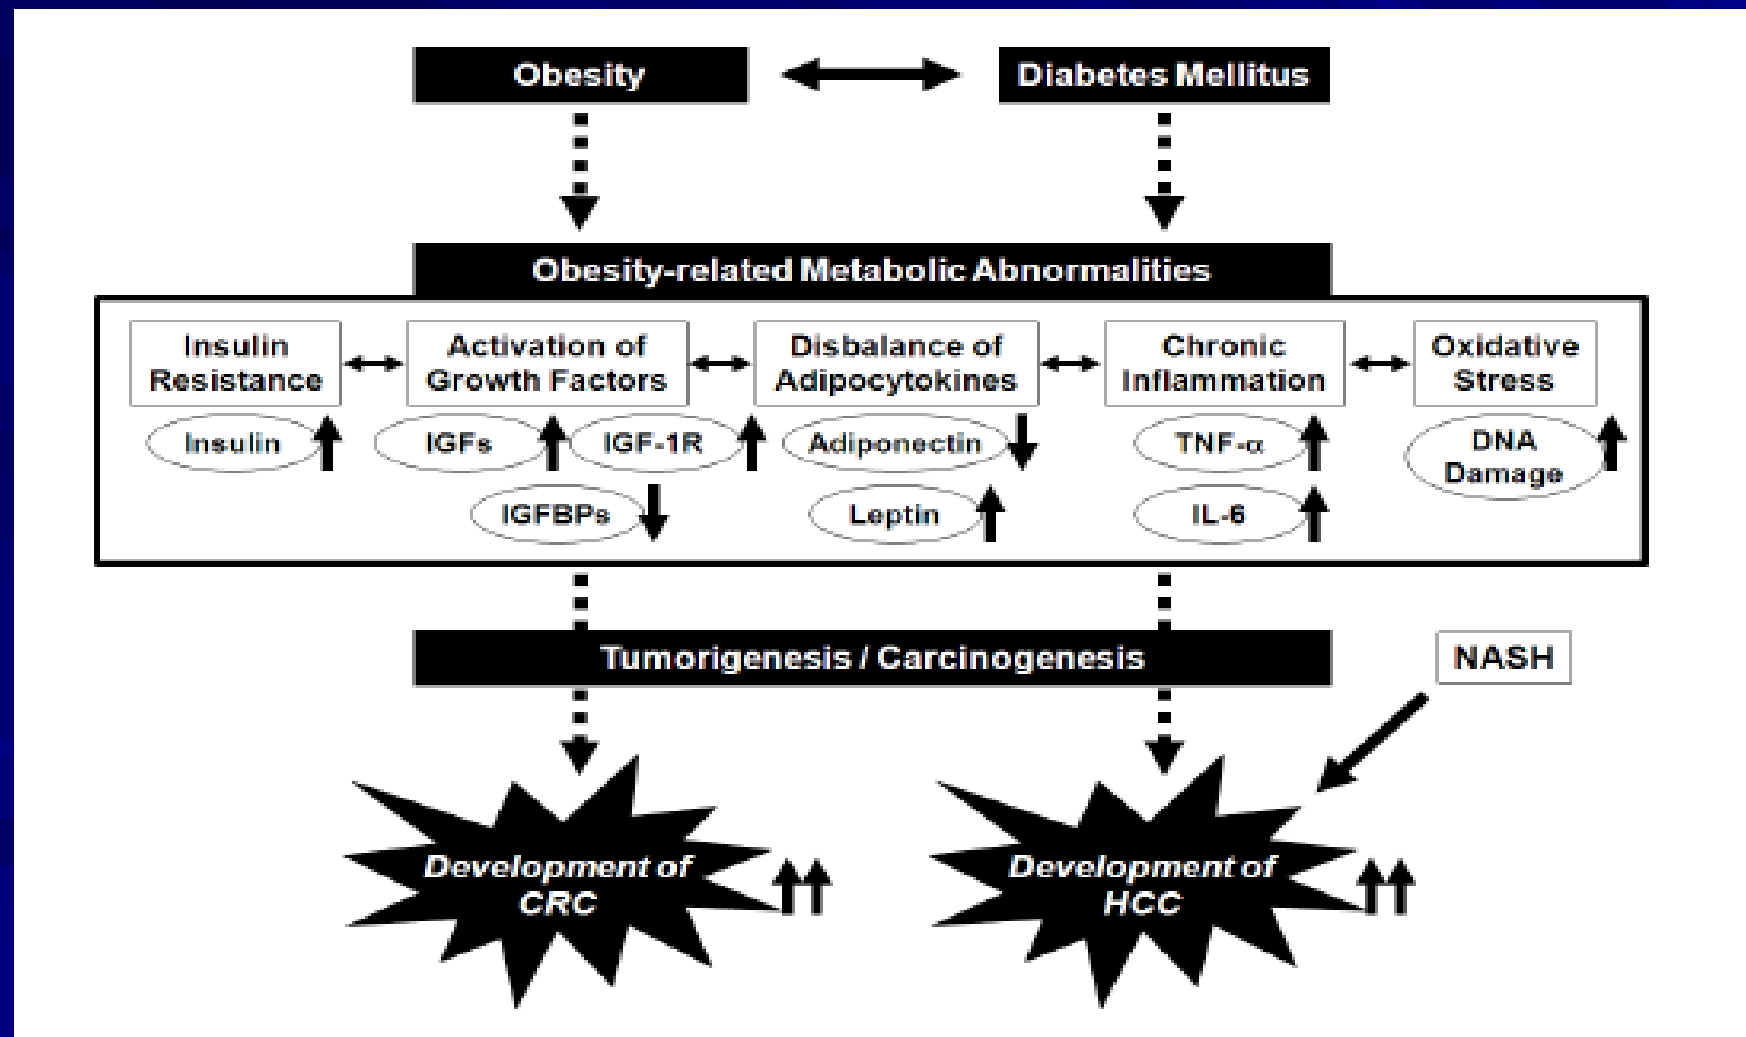 Obesity
Diabetes Mellitus
Obesity-related Metabolic Abnormalities
Insulin
Resistance
Activation of
Growth Factors
Disbalance of
Adipocytokines
Chronic
Inflammation
Oxidative
Stress
Insulin
IGFs
IGF-1R
Adiponectin
TNF-α
DNA
Damage
IGFBPs
Leptin
IL-6
Tumorigenesis / Carcinogenesis
NASH
Development of
CRC
Development of
HCC